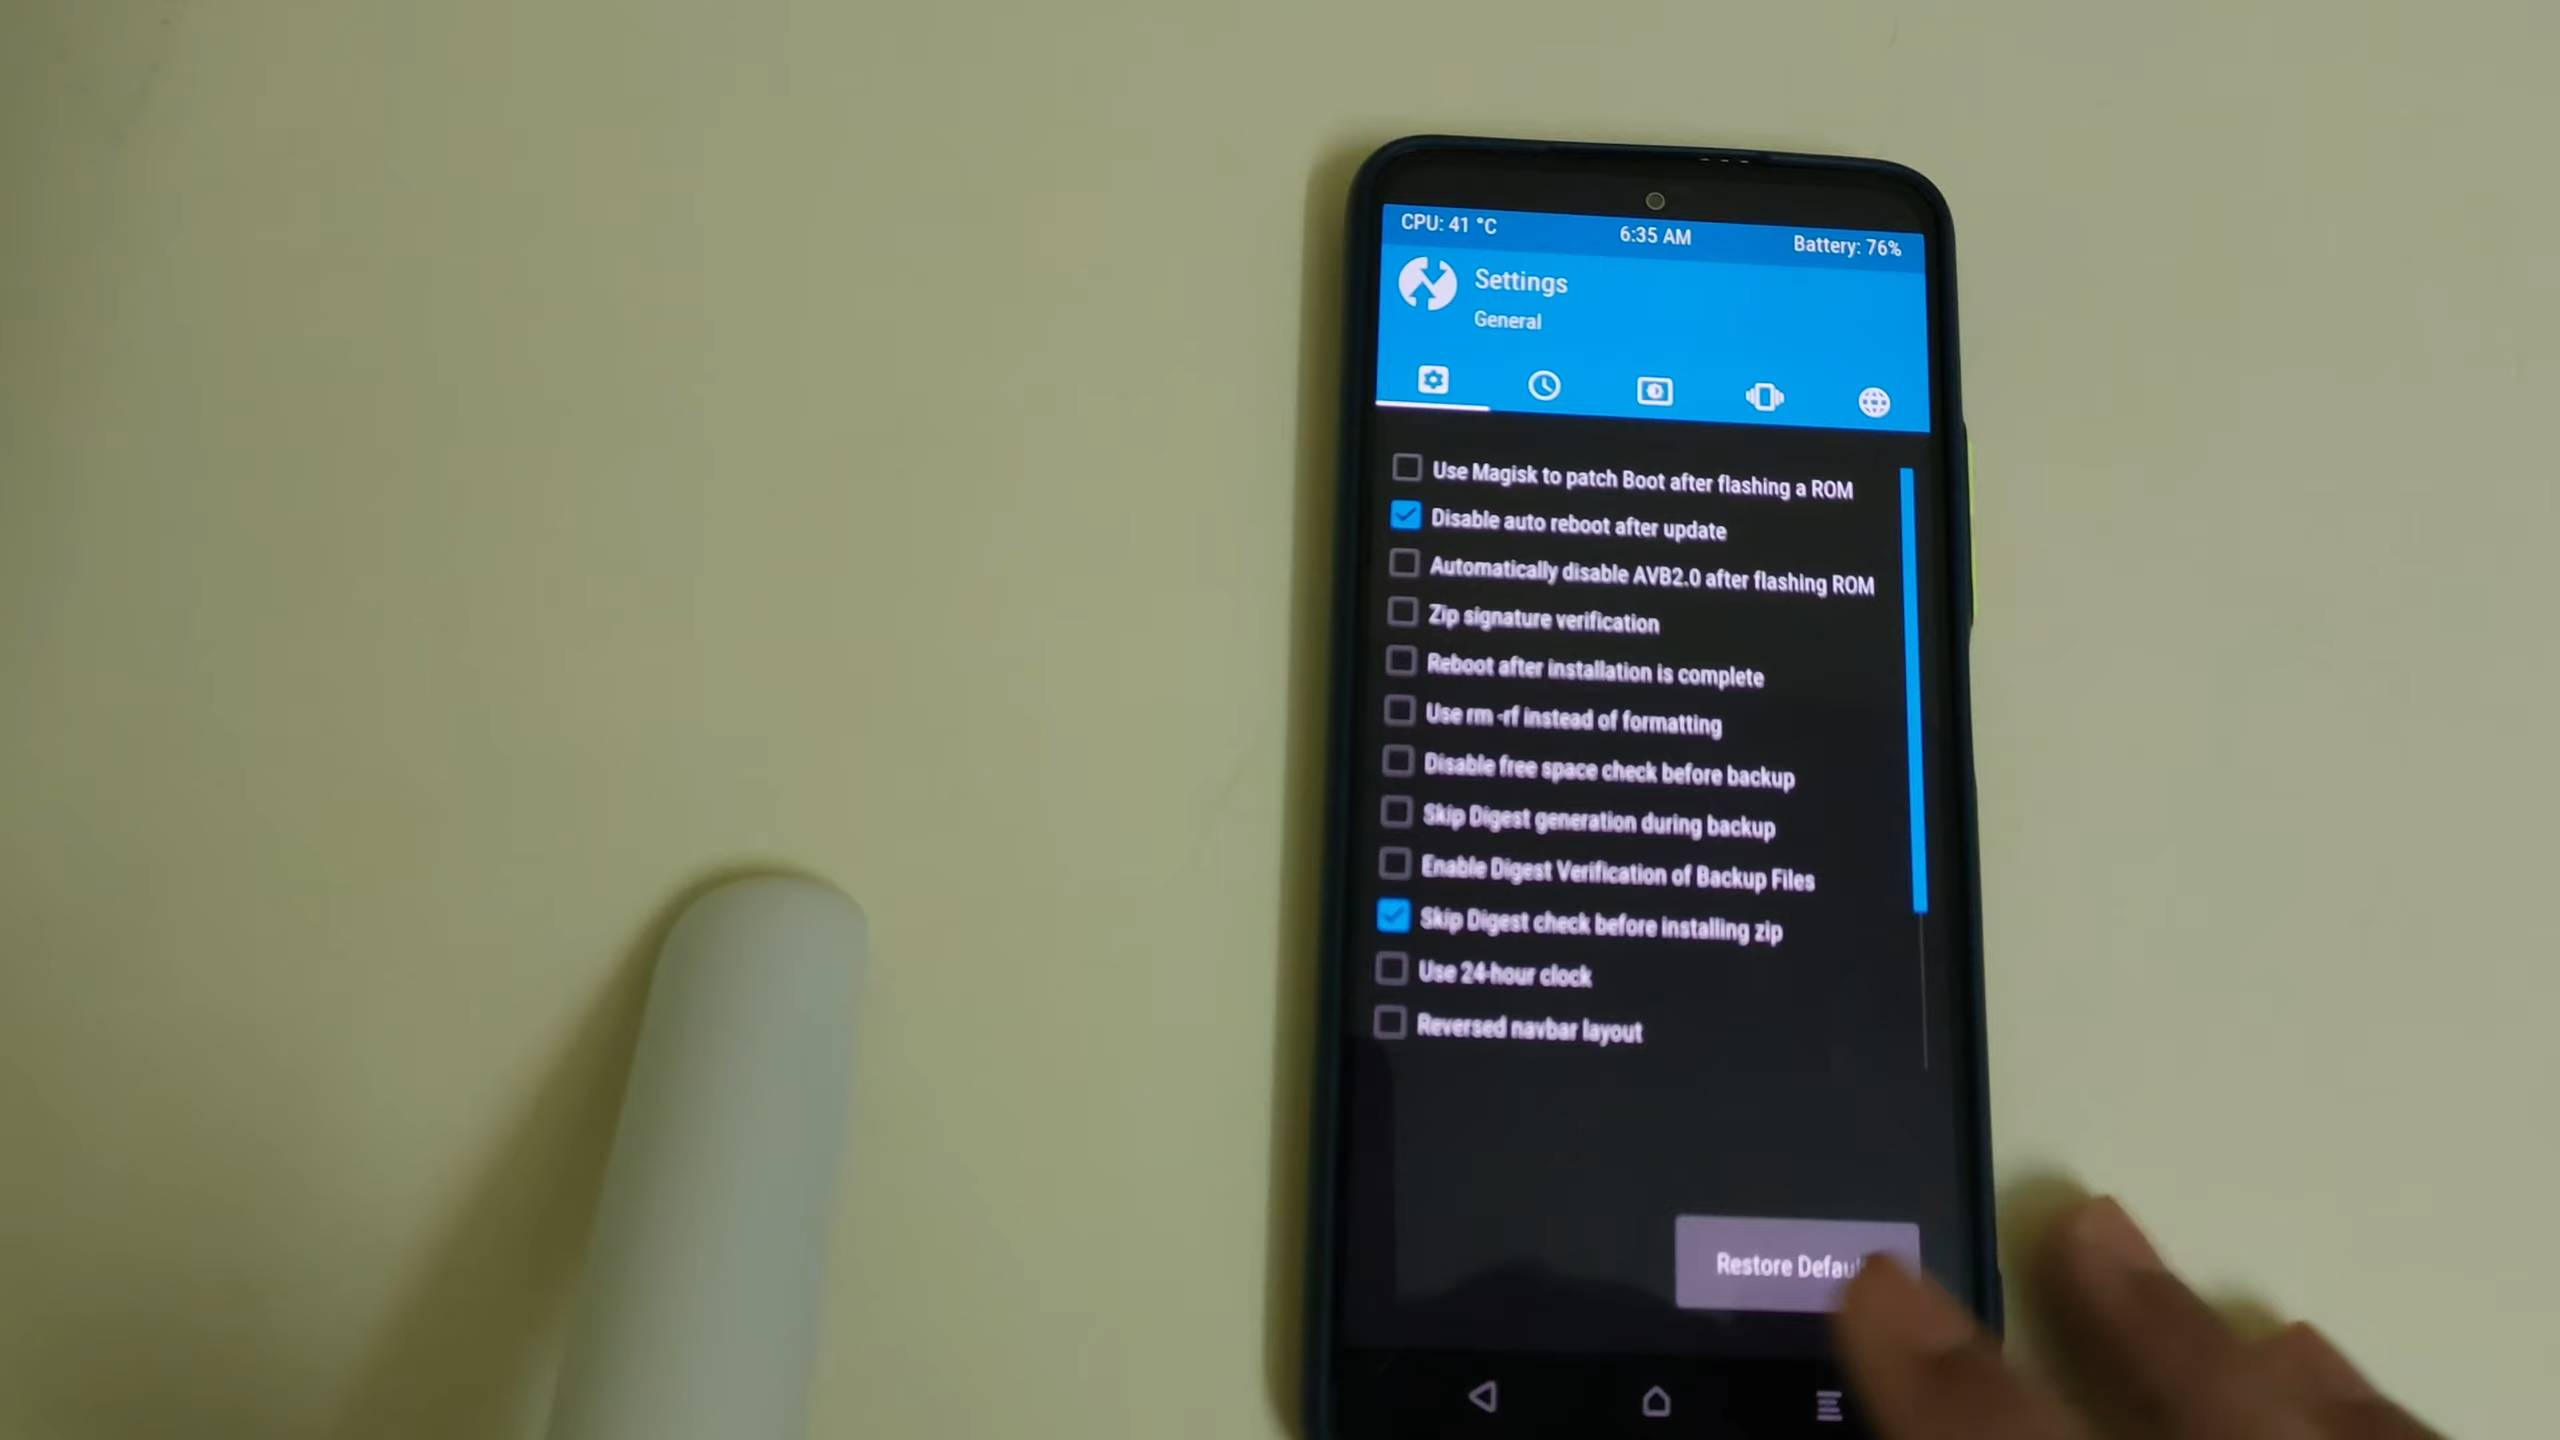 CPU: 41 °C 6:35 AM Battery: 76%
Settings
General
Use Magisk to patch Boot after flashing a ROM
Disable auto reboot after update
Automatically disable AVB2.0 after flashing ROM
Zip signature verification
Reboot after installation is complete
Use rm -rf instead of formatting
Disable free space check before backup
Skip Digest generation during backup
Enable Digest Verification of Backup Files
Skip Digest check before installing zip
Use 24-hour clock
Reversed navbar layout
Restore